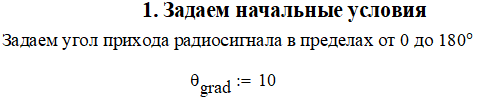 1. Задаем начальные условия
Задаем угол прихода радиосигнала в пределах от 0 до 180°
θgrad := 10